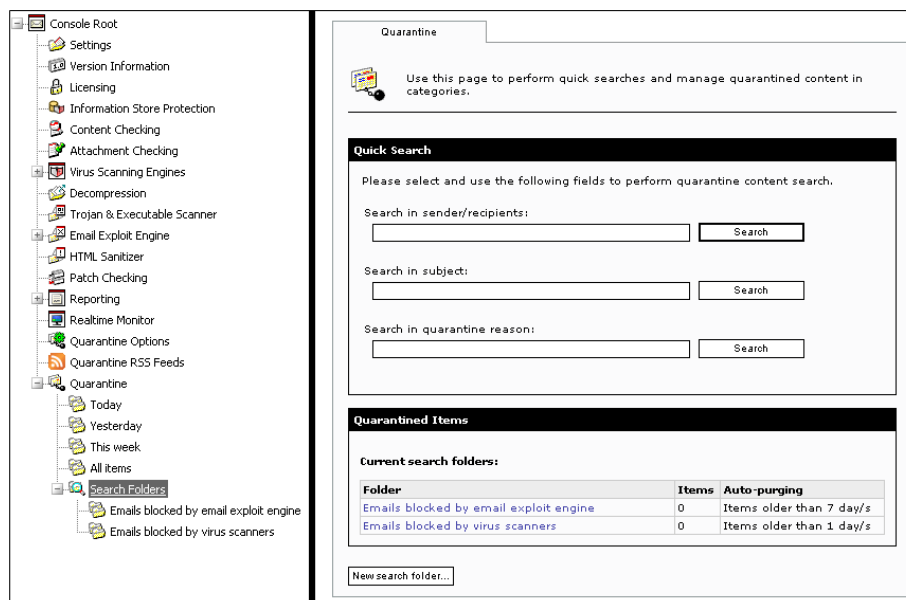 Console Root
Settings
Version Information
Licensing
Information Store Protection
Content Checking
Attachment Checking
Virus Scanning Engines
Decompression
Trojan & Executable Scanner
Email Exploit Engine
HTML Sanitizer
Patch Checking
Reporting
Realtime Monitor
Quarantine Options
Quarantine RSS Feeds
Quarantine
Today
Yesterday
This week
All items
Search Folders
Emails blocked by email exploit engine
Emails blocked by virus scanners
Quarantine
Use this page to perform quick searches and manage quarantined content in
categories.
Quick Search
Please select and use the following fields to perform quarantine content search.
Search in sender/recipients:
Search
Search in subject:
Search
Search in quarantine reason:
Search
Quarantined Items
Current search folders:
Folder Items Auto-purging
Emails blocked by email exploit engine 0 Items older than 7 day/s
Emails blocked by virus scanners 0 Items older than 1 day/s
New search folder...